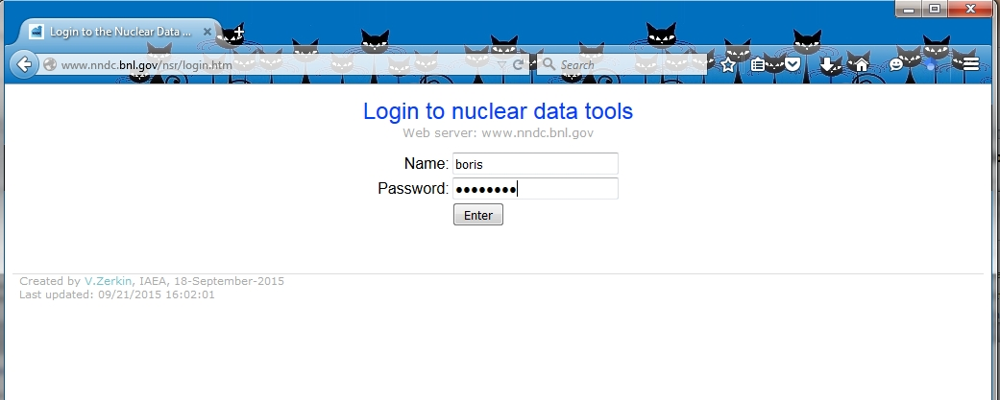 Login to the Nuclear Data ...
www.nndc.bnl.gov/nsr/login.htm
Search
Login to nuclear data tools
Web server: www.nndc.bnl.gov
Name: boris
Password: ●●●●●●●●
Enter
Created by V.Zerkin, IAEA, 18-September-2015
Last updated: 09/21/2015 16:02:01